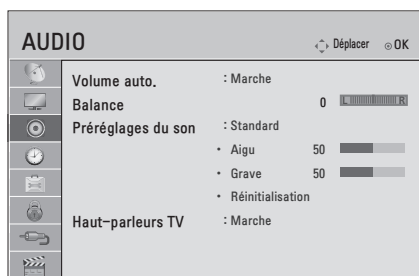 AUDIO Déplacer OK
Volume auto. : Marche
Balance 0 L R
Préréglages du son : Standard
• Aigu 50
• Grave 50
• Réinitialisation
Haut-parleurs TV : Marche